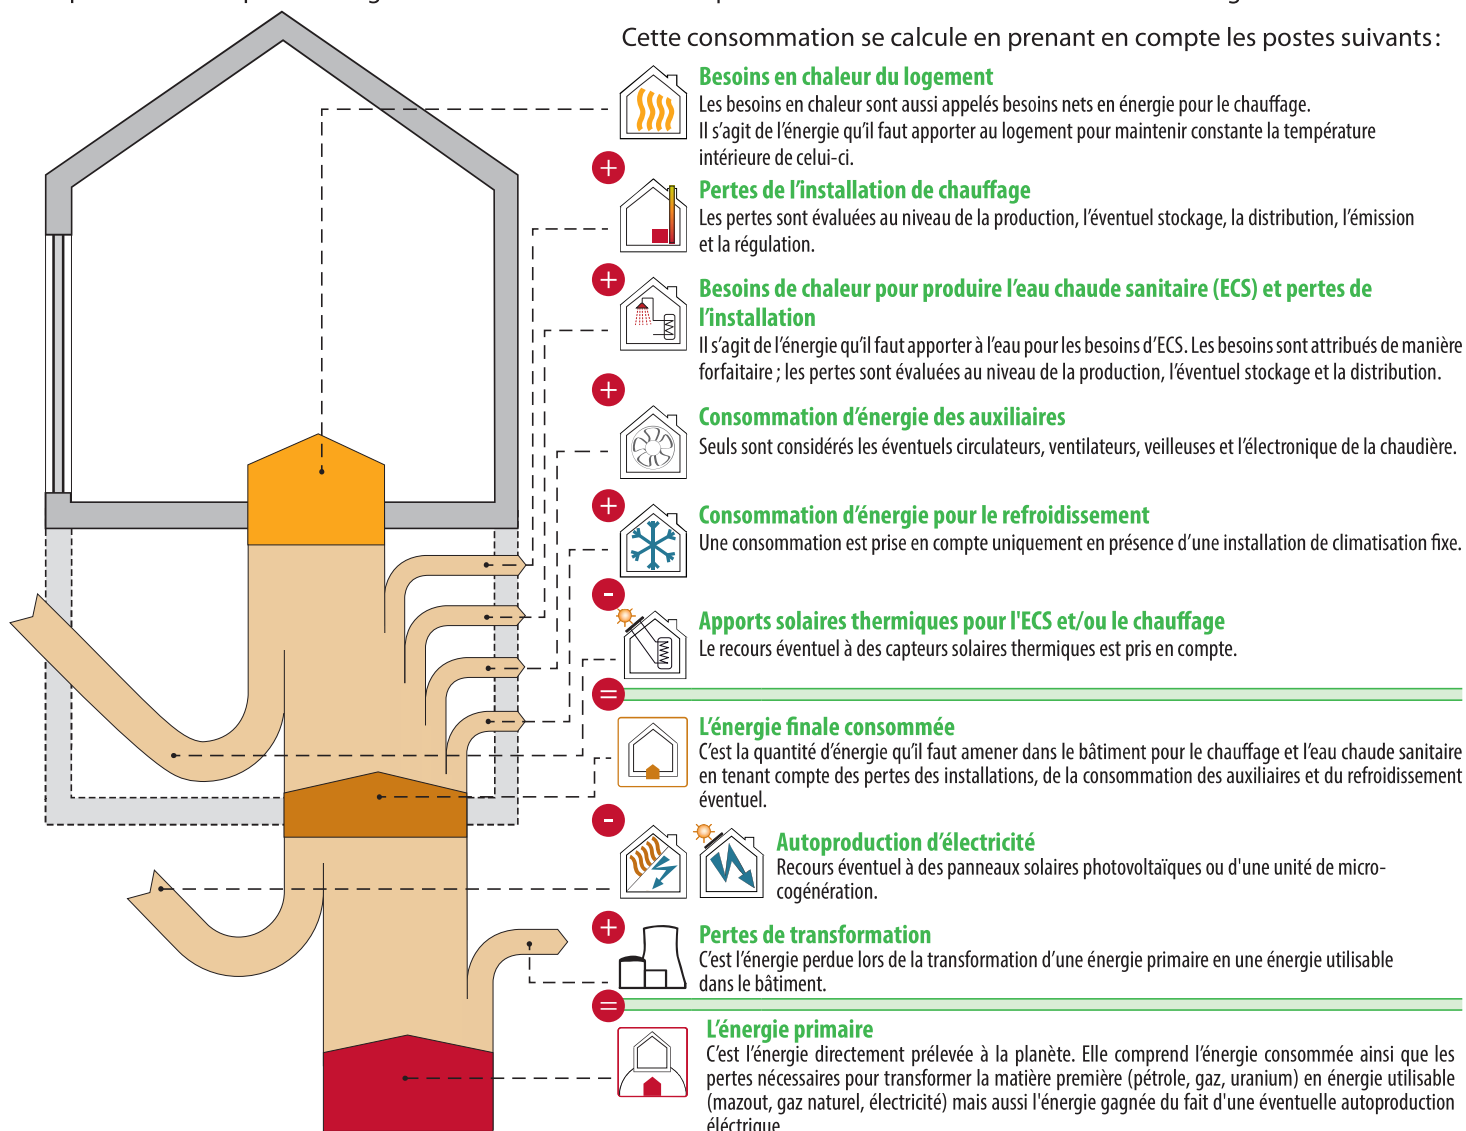 Cette consommation se calcule en prenant en compte les postes suivants :
Besoins en chaleur du logement
Les besoins en chaleur sont aussi appelés besoins nets en énergie pour le chauffage.
Il s’agit de l’énergie qu’il faut apporter au logement pour maintenir constante la température
intérieure de celui-ci.
+
Pertes de l’installation de chauffage
Les pertes sont évaluées au niveau de la production, l’éventuel stockage, la distribution, l’émission
et la régulation.
+
Besoins de chaleur pour produire l’eau chaude sanitaire (ECS) et pertes de
l’installation
Il s’agit de l’énergie qu’il faut apporter à l’eau pour les besoins d’ECS. Les besoins sont attribués de manière
forfaitaire ; les pertes sont évaluées au niveau de la production, l’éventuel stockage et la distribution.
+
Consommation d’énergie des auxiliaires
Seuls sont considérés les éventuels circulateurs, ventilateurs, veilleuses et l’électronique de la chaudière.
+
Consommation d’énergie pour le refroidissement
Une consommation est prise en compte uniquement en présence d’une installation de climatisation fixe.
-
Apports solaires thermiques pour l'ECS et/ou le chauffage
Le recours éventuel à des capteurs solaires thermiques est pris en compte.
=
L’énergie finale consommée
C’est la quantité d’énergie qu’il faut amener dans le bâtiment pour le chauffage et l’eau chaude sanitaire
en tenant compte des pertes des installations, de la consommation des auxiliaires et du refroidissement
éventuel.
-
Autoproduction d’électricité
Recours éventuel à des panneaux solaires photovoltaïques ou d'une unité de micro-
cogénération.
+
Pertes de transformation
C’est l’énergie perdue lors de la transformation d’une énergie primaire en une énergie utilisable
dans le bâtiment.
=
L’énergie primaire
C’est l’énergie directement prélevée à la planète. Elle comprend l’énergie consommée ainsi que les
pertes nécessaires pour transformer la matière première (pétrole, gaz, uranium) en énergie utilisable
(mazout, gaz naturel, électricité) mais aussi l'énergie gagnée du fait d'une éventuelle autoproduction
éléctrique